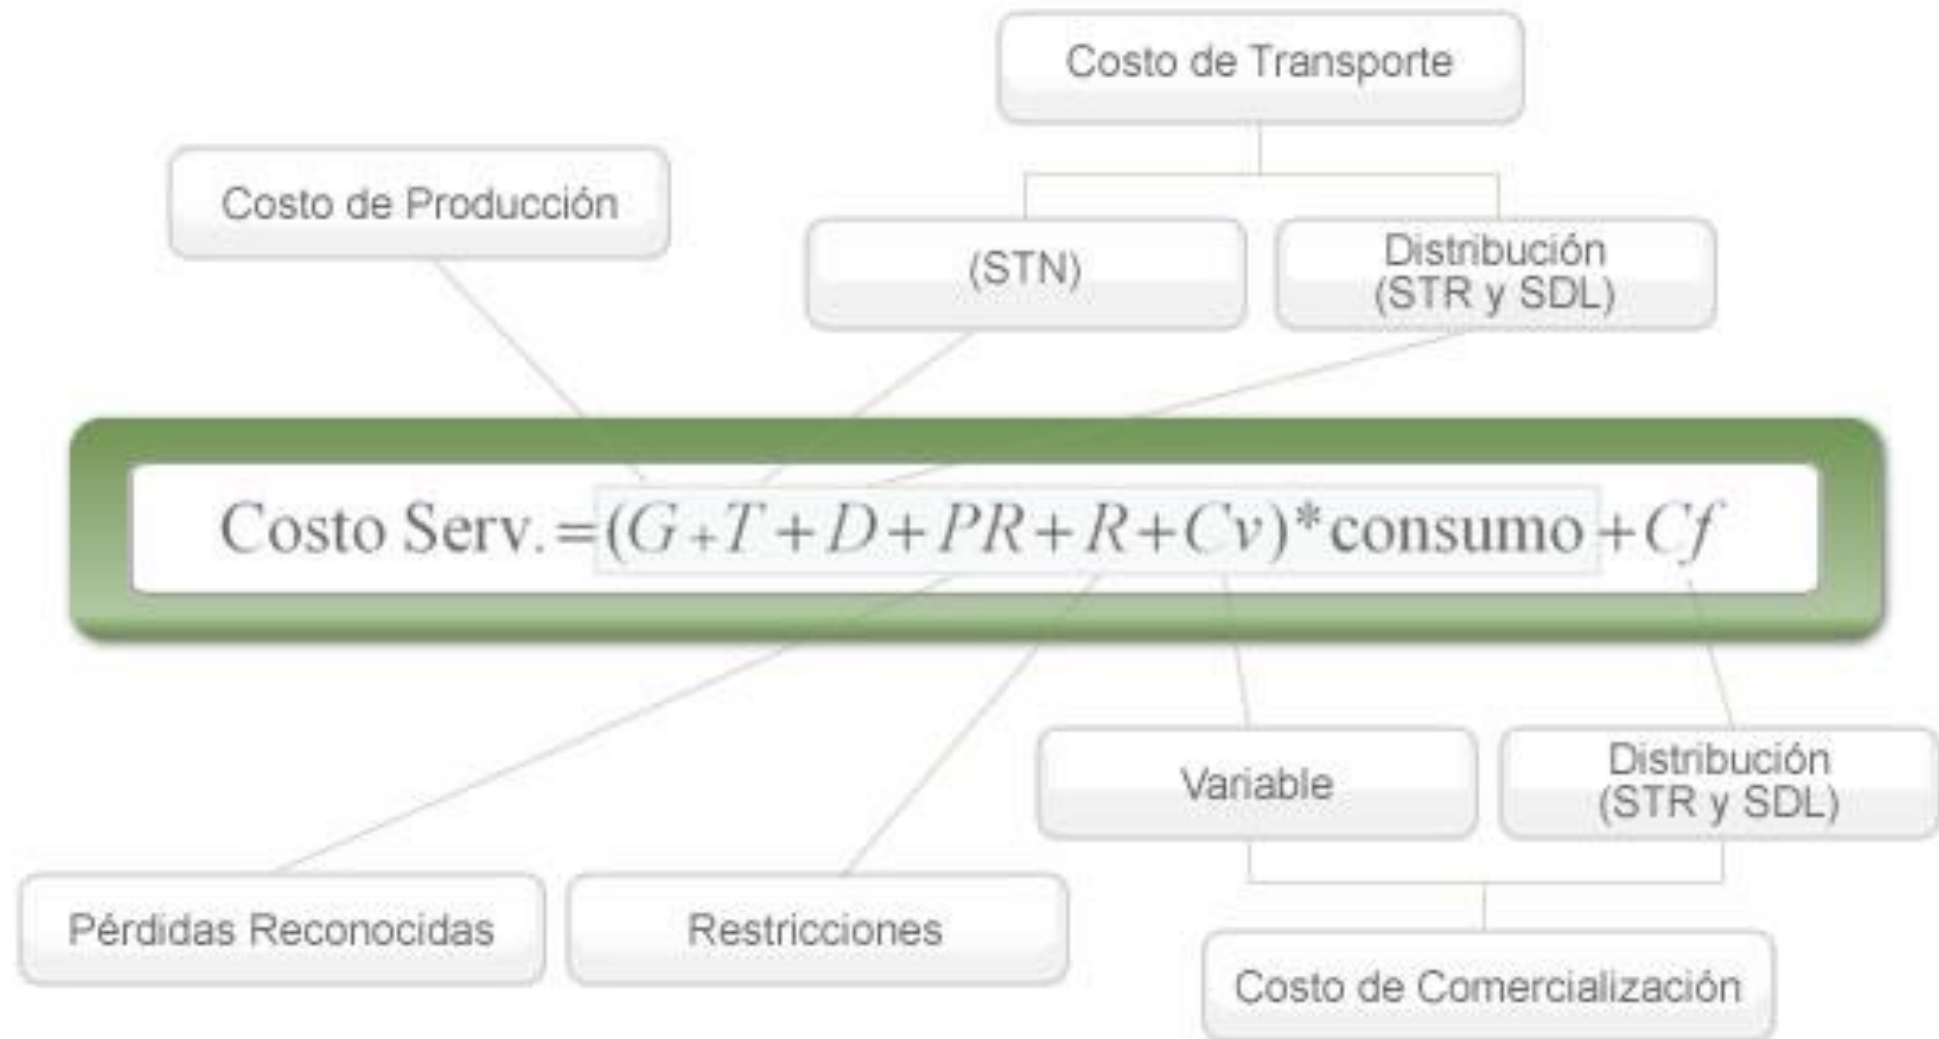 Costo de Transporte
Costo de Producción
(STN)
Distribución
(STR y SDL)
Costo Serv.=(G+T+D+PR+R+Cv)*consumo+Cf
Variable
Distribución
(STR y SDL)
Pérdidas Reconocidas
Restricciones
Costo de Comercialización